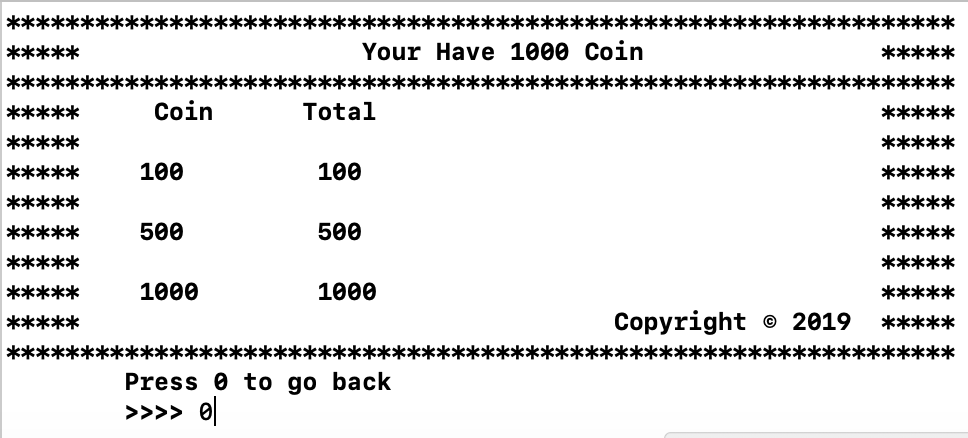 ****************************************************************
***** Your Have 1000 Coin *****
****************************************************************
***** Coin Total *****
***** *****
***** 100 100 *****
***** *****
***** 500 500 *****
***** *****
***** 1000 1000 *****
***** Copyright © 2019 *****
****************************************************************
Press 0 to go back
>>>> 0